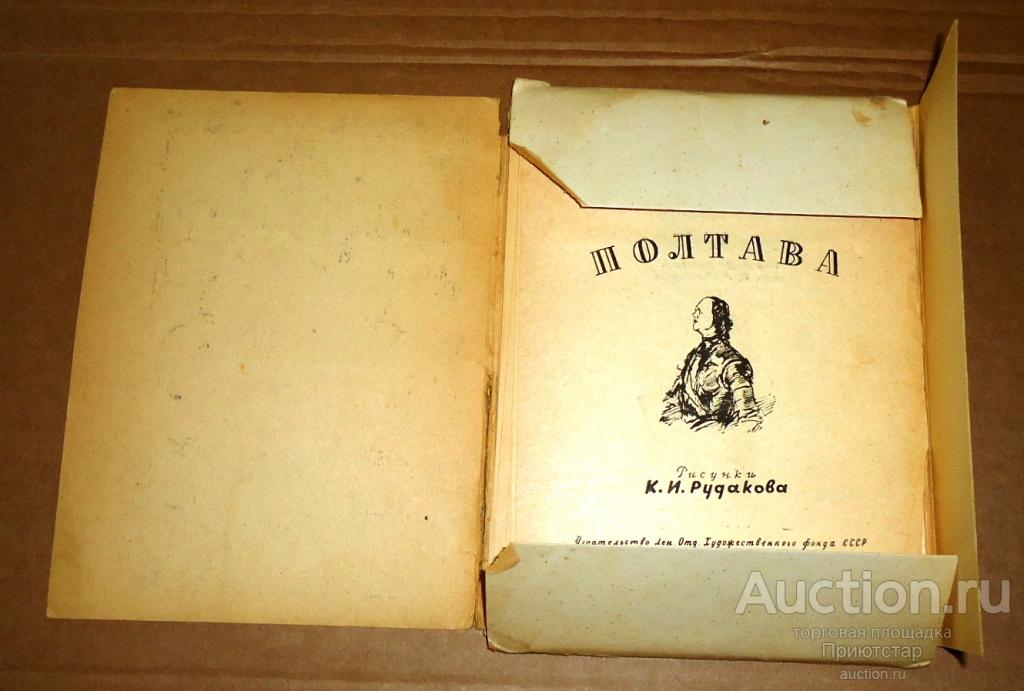 ПОЛТАВА
Рисунки
К. И. Рудакова
Издательство Лен. Отд. Художественного фонда СССР
Auction.ru
торговая площадка
Приютстар
auction.ru